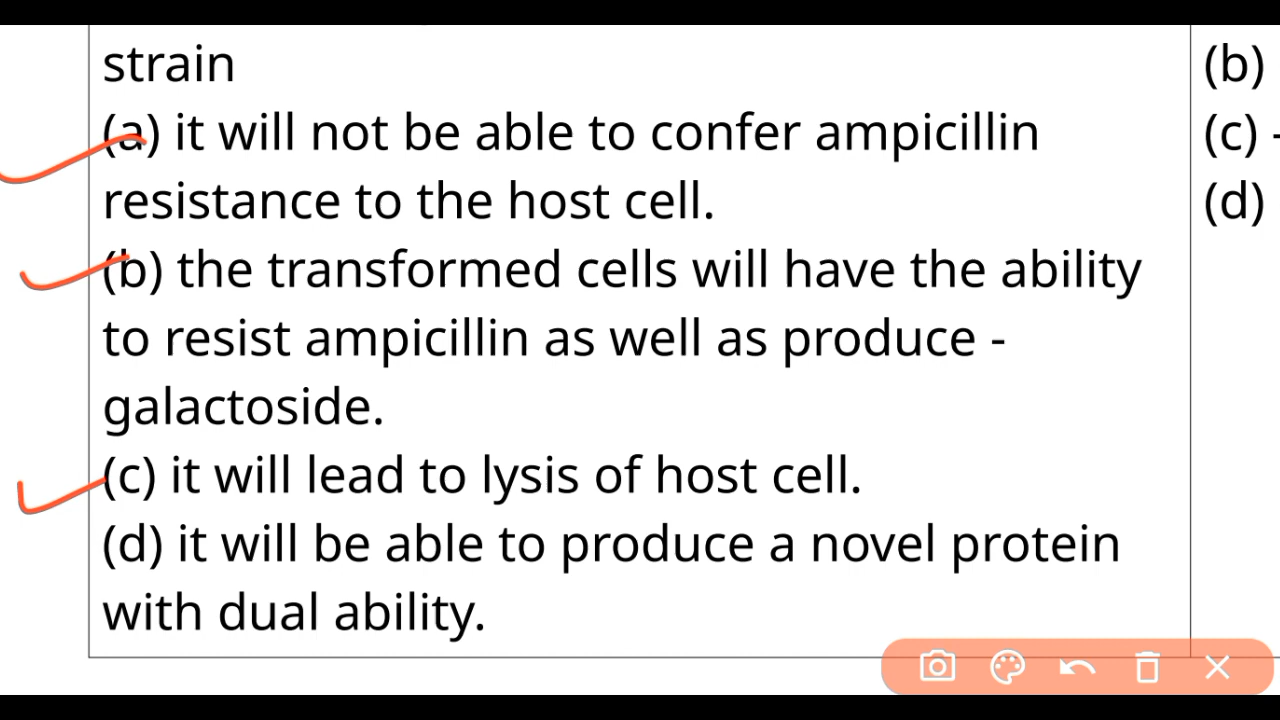 strain
(a) it will not be able to confer ampicillin
resistance to the host cell.
(b) the transformed cells will have the ability
to resist ampicillin as well as produce -
galactoside.
(c) it will lead to lysis of host cell.
(d) it will be able to produce a novel protein
with dual ability.
(b)
(c) -
(d)